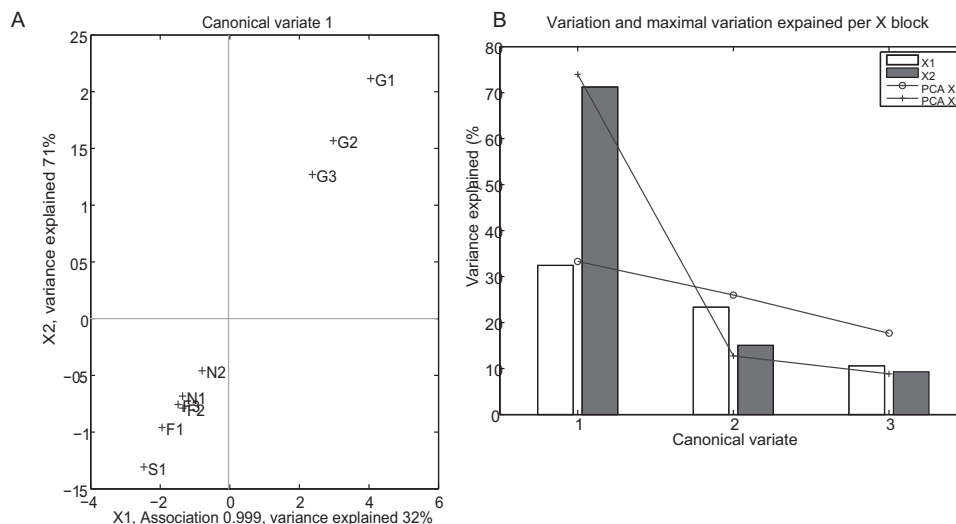 A
Canonical variate 1
25
2
15
1
05
0
−05
−1
−15
−4
−2
0
2
4
6
X2, variance explained 71%
X1, Association 0.999, variance explained 32%
G1
G2
G3
N2
N1
F3
F2
F1
S1
B
Variation and maximal variation expained per X block
80
70
60
50
40
30
20
10
0
1
2
3
Variance explained (%
Canonical variate
X1
X2
PCA X
PCA X